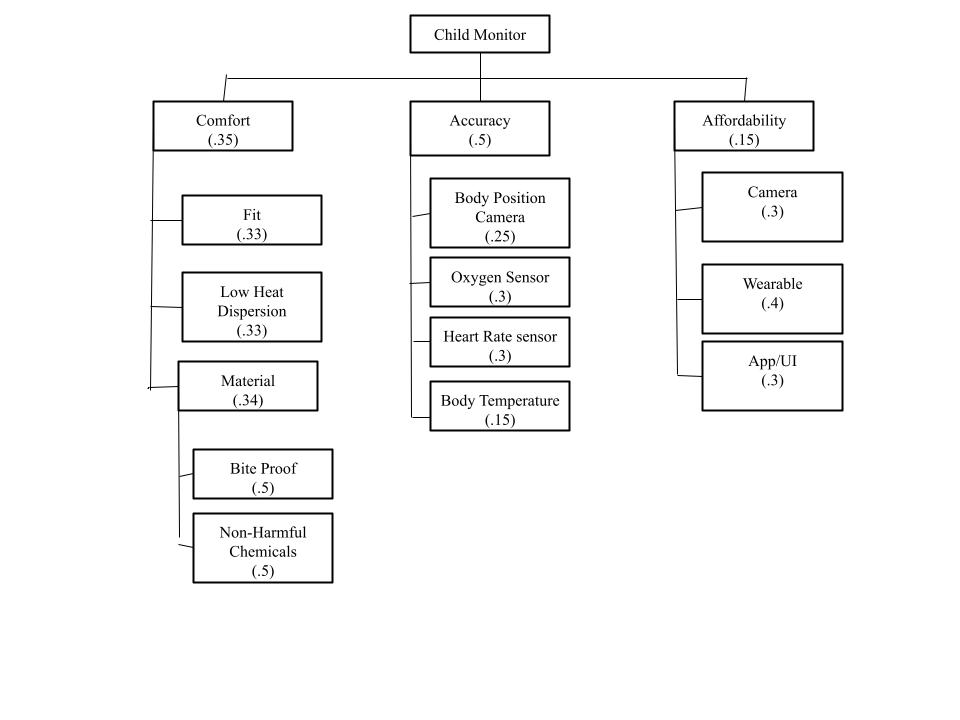 Child Monitor
Comfort
(.35)
Fit
(.33)
Low Heat
Dispersion
(.33)
Material
(.34)
Bite Proof
(.5)
Non-Harmful
Chemicals
(.5)
Accuracy
(.5)
Body Position
Camera
(.25)
Oxygen Sensor
(.3)
Heart Rate sensor
(.3)
Body Temperature
(.15)
Affordability
(.15)
Camera
(.3)
Wearable
(.4)
App/UI
(.3)